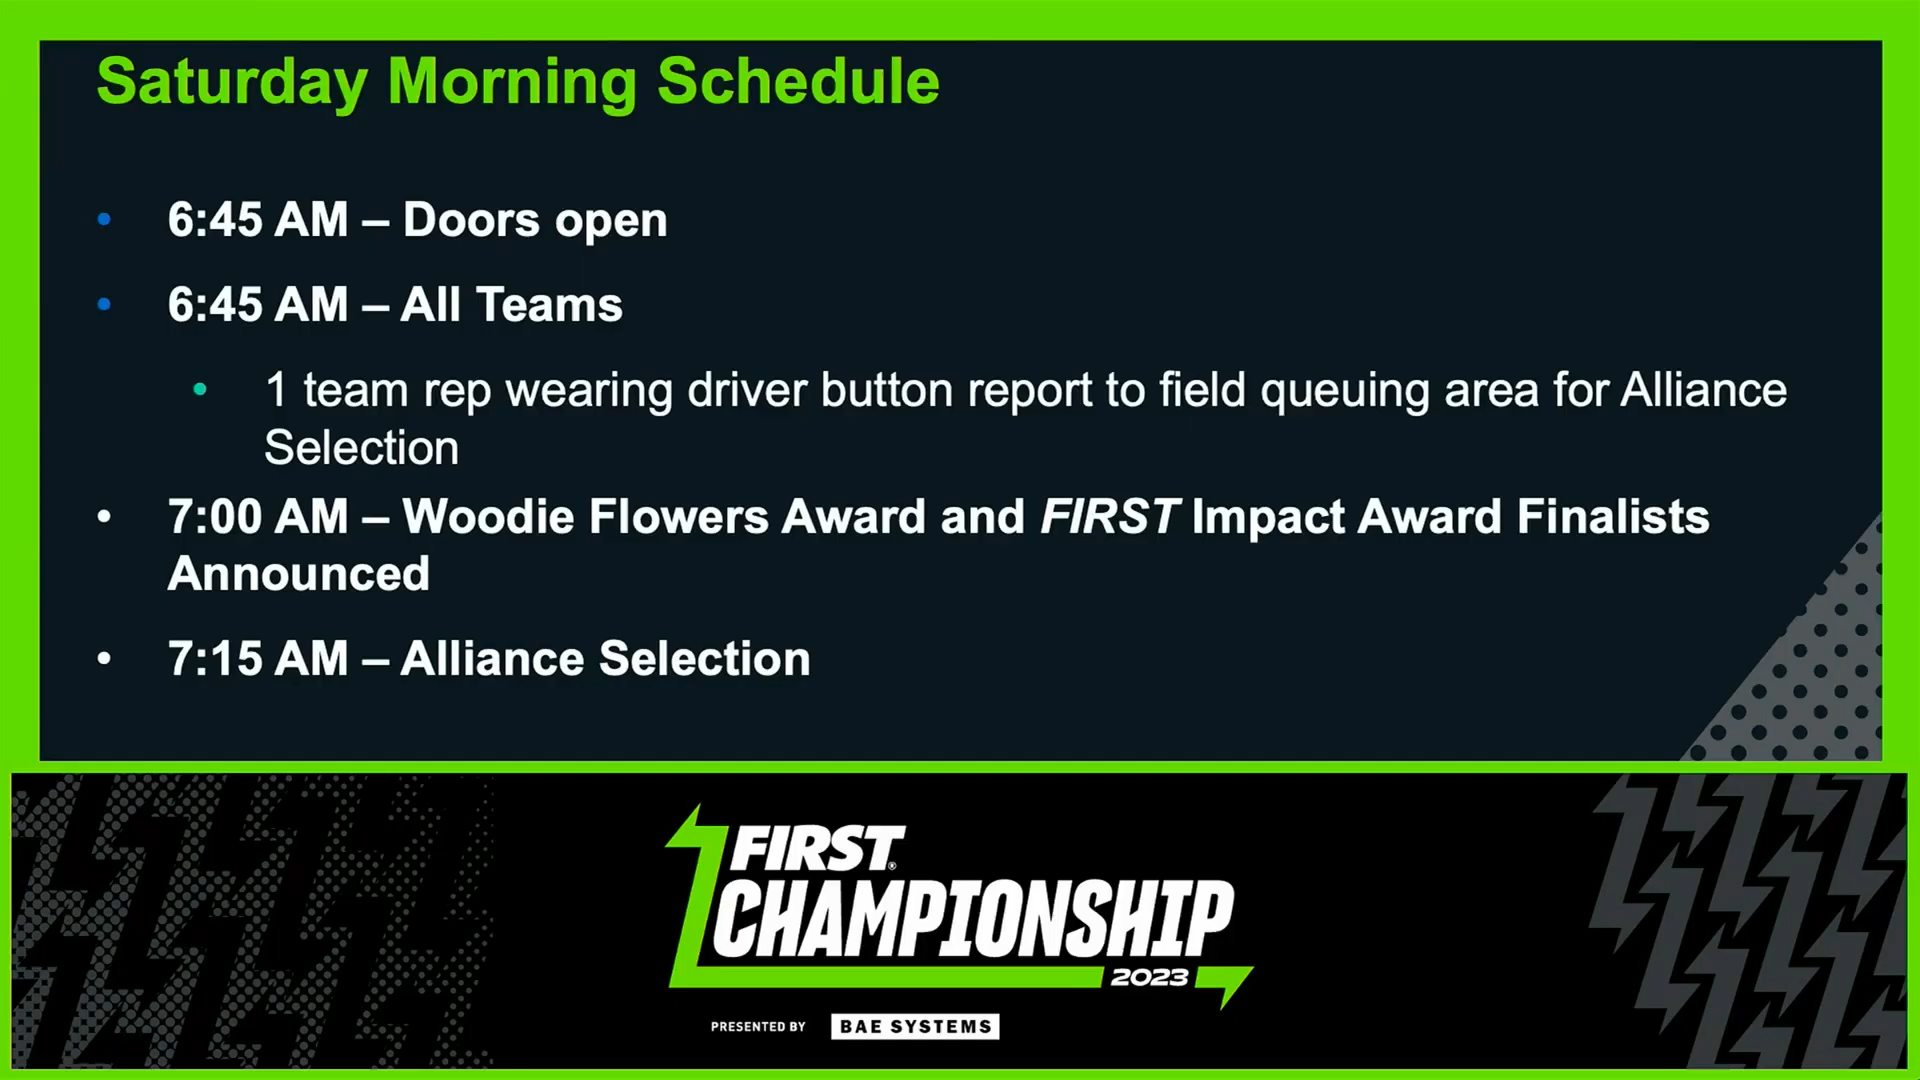 Saturday Morning Schedule
• 6:45 AM – Doors open
• 6:45 AM – All Teams
• 1 team rep wearing driver button report to field queuing area for Alliance
Selection
• 7:00 AM – Woodie Flowers Award and FIRST Impact Award Finalists
Announced
• 7:15 AM – Alliance Selection
FIRST®
CHAMPIONSHIP
2023
PRESENTED BY BAE SYSTEMS